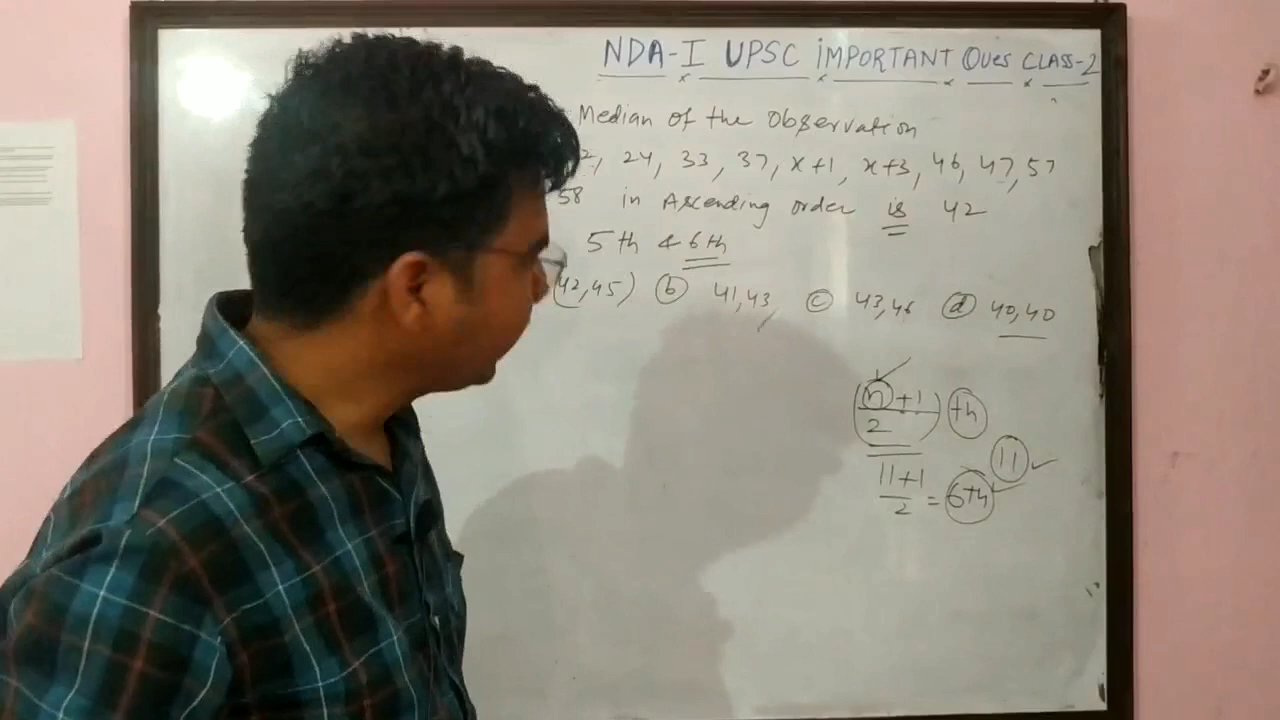 NDA-I UPSC IMPORTANT Ques CLASS-2
Median of the Observation
2, 24, 33, 37, x+1, x+3, 46, 47, 57
58 in Ascending order is 42
5th & 6th
42,45) (b) 41,43, (c) 43,46 (d) 40,40
(n+1/2)th
11
11+1/2 = 6th